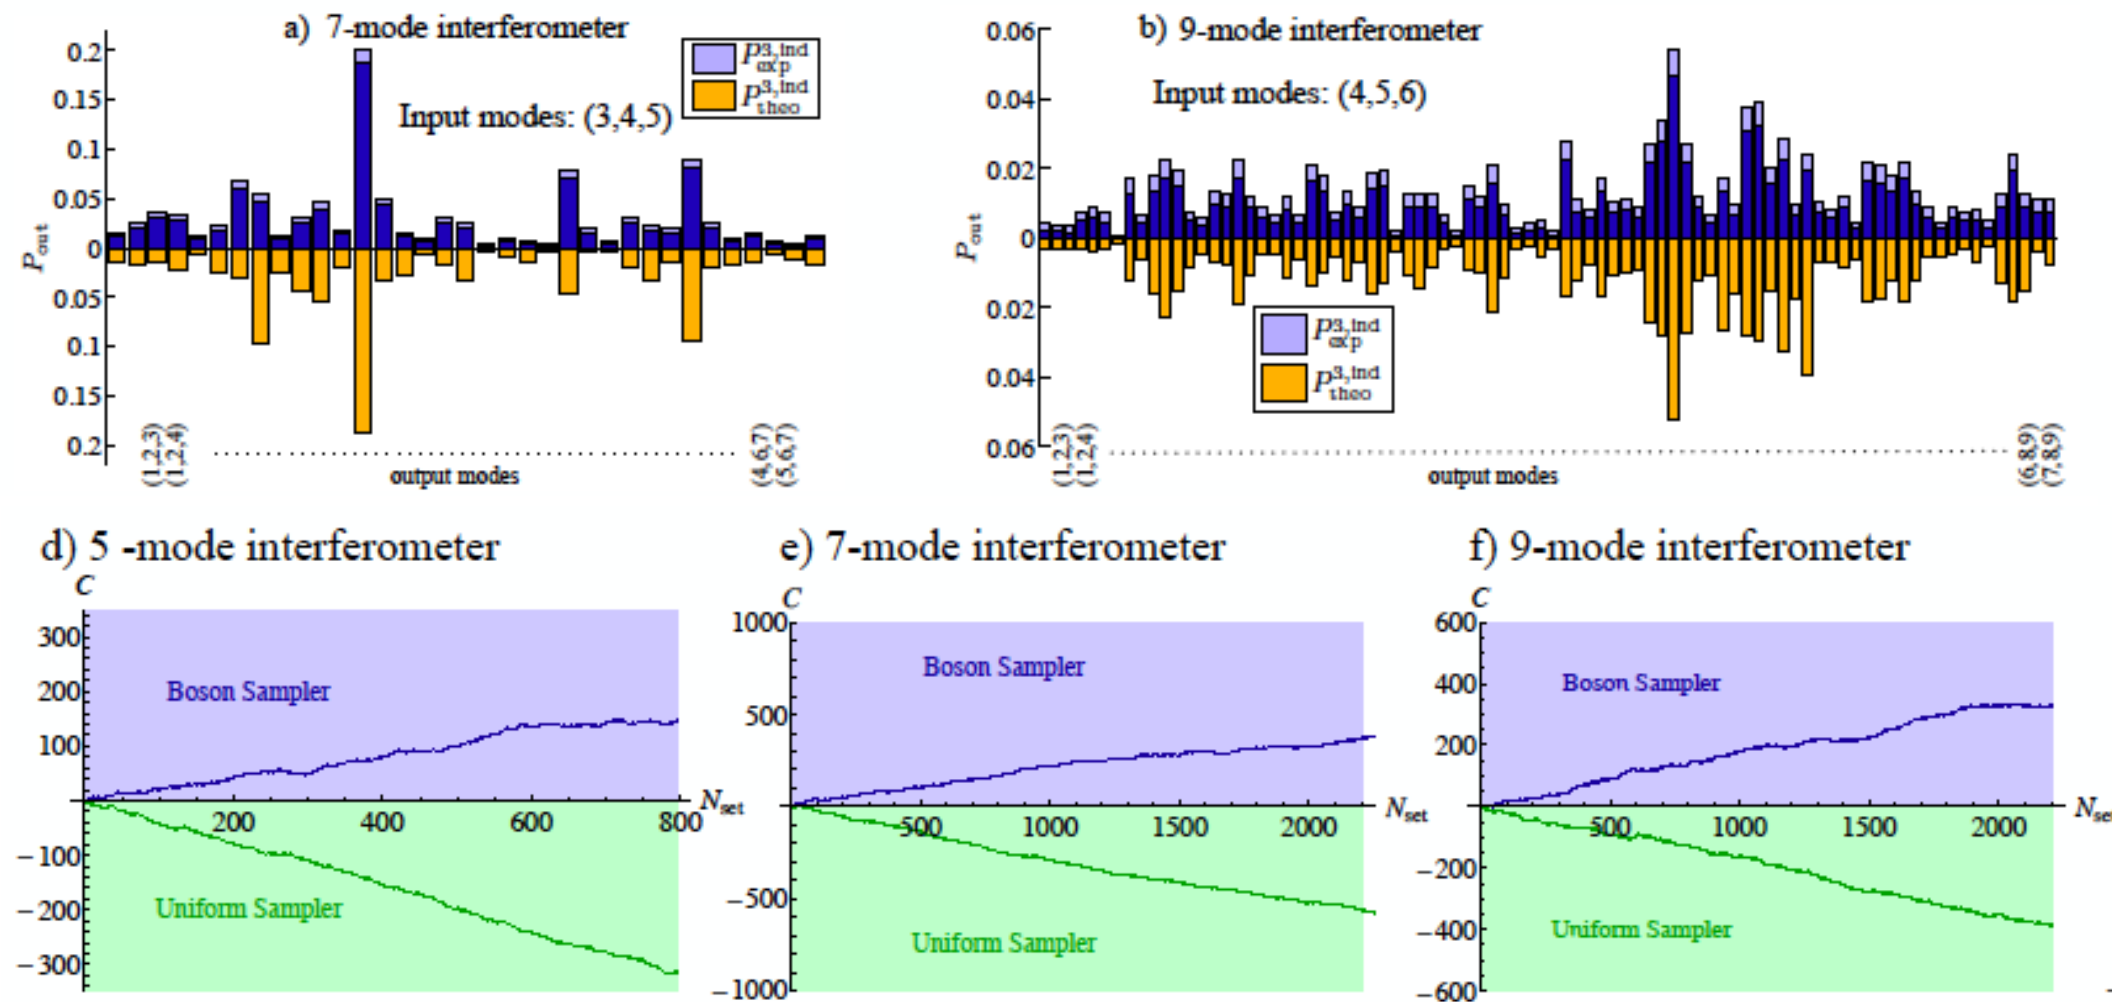 a) 7-mode interferometer
P^{3,ind}_{exp}
P^{3,ind}_{theo}
Input modes: (3,4,5)
0.2
0.15
0.1
0.05
0
0.05
0.1
0.15
0.2
P_{out}
(1,2,3)
(1,2,4)
(4,6,7)
(5,6,7)
output modes
b) 9-mode interferometer
Input modes: (4,5,6)
P^{3,ind}_{exp}
P^{3,ind}_{theo}
0.06
0.04
0.02
0
0.02
0.04
0.06
P_{out}
(1,2,3)
(1,2,4)
(6,8,9)
(7,8,9)
output modes
d) 5 -mode interferometer
C
300
200
100
-100
-200
-300
Boson Sampler
Uniform Sampler
200 400 600 800
N_{set}
e) 7-mode interferometer
C
1000
500
-500
-1000
Boson Sampler
Uniform Sampler
500 1000 1500 2000
N_{set}
f) 9-mode interferometer
C
600
400
200
-200
-400
-600
Boson Sampler
Uniform Sampler
500 1000 1500 2000
N_{set}